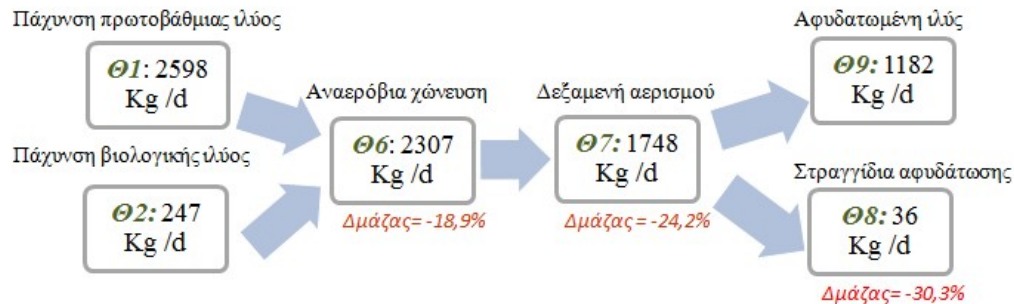 Πάχυνση πρωτοβάθμιας ιλύος
Θ1: 2598
Kg /d
Πάχυνση βιολογικής ιλύος
Θ2: 247
Kg /d
Αναερόβια χώνευση
Θ6: 2307
Kg /d
Δμάζας= -18,9%
Δεξαμενή αερισμού
Θ7: 1748
Kg /d
Δμάζας = -24,2%
Αφυδατωμένη ιλύς
Θ9: 1182
Kg /d
Στραγγίδια αφυδάτωσης
Θ8: 36
Kg /d
Δμάζας= -30,3%